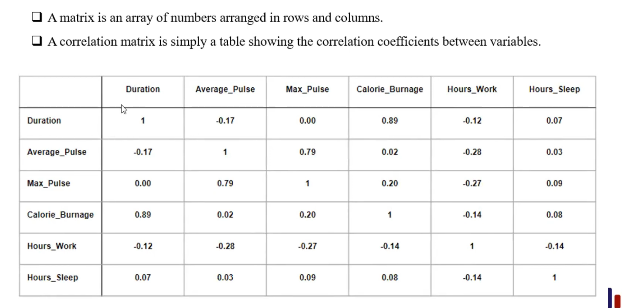 ❑ A matrix is an array of numbers arranged in rows and columns.
❑ A correlation matrix is simply a table showing the correlation coefficients between variables.
Duration Average_Pulse Max_Pulse Calorie_Burnage Hours_Work Hours_Sleep
Duration 1 -0.17 0.00 0.89 -0.12 0.07
Average_Pulse -0.17 1 0.79 0.02 -0.28 0.03
Max_Pulse 0.00 0.79 1 0.20 -0.27 0.09
Calorie_Burnage 0.89 0.02 0.20 1 -0.14 0.08
Hours_Work -0.12 -0.28 -0.27 -0.14 1 -0.14
Hours_Sleep 0.07 0.03 0.09 0.08 -0.14 1